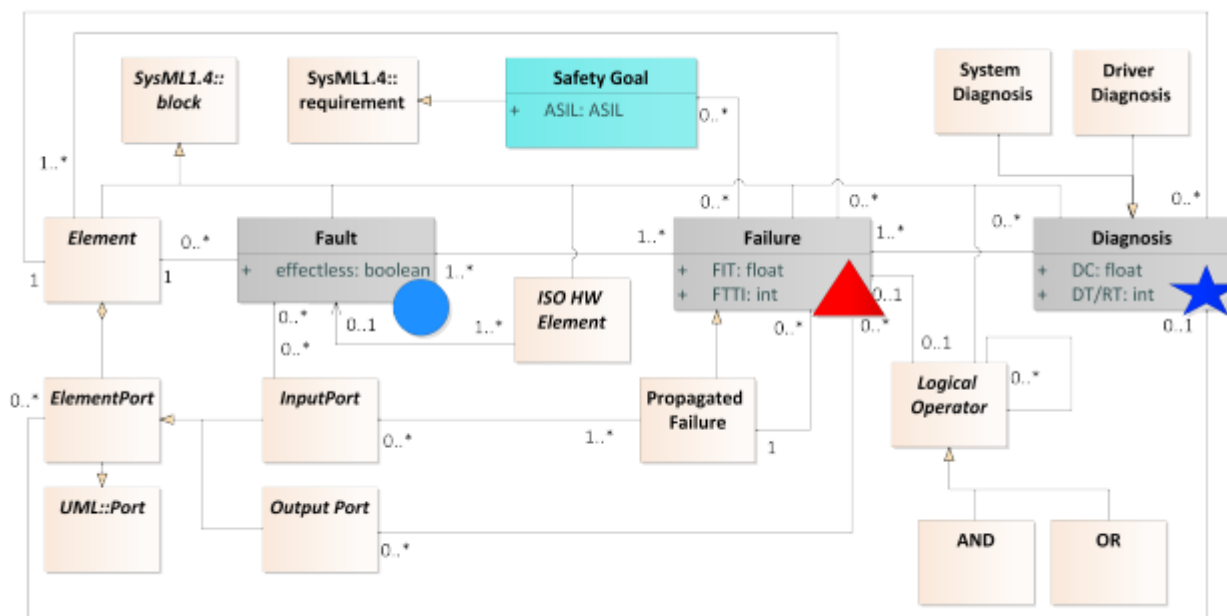 SysML1.4::
block
SysML1.4::
requirement
Safety Goal
+ ASIL: ASIL
System
Diagnosis
Driver
Diagnosis
0..*
1..*
0..*
0..*
0..*
0..*
Element
0..*
Fault
1..*
Failure
1..*
Diagnosis
+ effectless: boolean
+ FIT: float
+ FTTI: int
+ DC: float
+ DT/RT: int
1
1
1..*
0..1
0..*
0..1
1..*
ISO HW
Element
0..*
0..*
0..1
0..*
0..1
Logical
Operator
0..*
0..*
ElementPort
InputPort
Propagated
Failure
1..*
0..*
1
UML::Port
Output Port
0..*
AND
OR